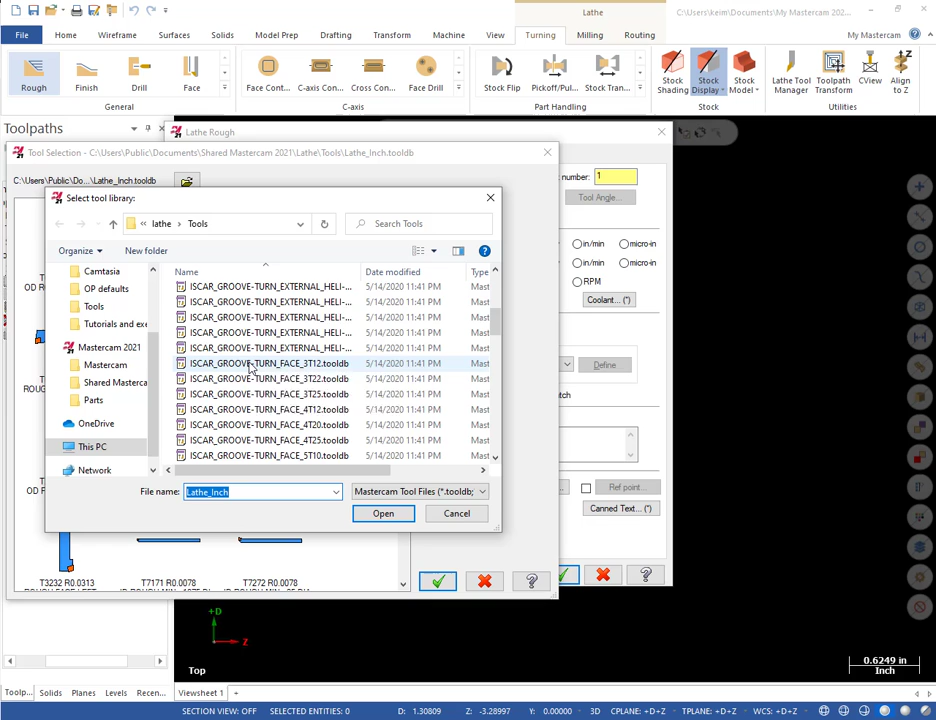 Lathe
C:\Users\keim\Documents\My Mastercam 202...
File
Home
Wireframe
Surfaces
Solids
Model Prep
Drafting
Transform
Machine
View
Turning
Milling
Routing
My Mastercam
Rough
Finish
Drill
Face
Face Cont...
C-axis Con...
Cross Con...
Face Drill
Stock Flip
Pickoff/Pul...
Stock Tran...
Stock Shading
Stock Display
Stock Model
Lathe Tool Manager
Toolpath Transform
CView
Align to Z
General
C-axis
Part Handling
Stock
Utilities
Toolpaths
Lathe Rough
Tool Selection - C:\Users\Public\Documents\Shared Mastercam 2021\Lathe\Tools\Lathe_Inch.tooldb
C:\Users\Public\Do...\Lathe_Inch.tooldb
number:
1
Tool Angle...
Select tool library:
« lathe › Tools
Search Tools
Organize
New folder
in/min
micro-in
in/min
micro-in
RPM
Coolant... (*)
Camtasia
OP defaults
Tools
Tutorials and exe
Mastercam 2021
Mastercam
Shared Masterca
Parts
OneDrive
This PC
Network
Name
Date modified
Type
ISCAR_GROOVE-TURN_EXTERNAL_HELI-...
5/14/2020 11:41 PM
Mast
ISCAR_GROOVE-TURN_EXTERNAL_HELI-...
5/14/2020 11:41 PM
Mast
ISCAR_GROOVE-TURN_EXTERNAL_HELI-...
5/14/2020 11:41 PM
Mast
ISCAR_GROOVE-TURN_EXTERNAL_HELI-...
5/14/2020 11:41 PM
Mast
ISCAR_GROOVE-TURN_EXTERNAL_HELI-...
5/14/2020 11:41 PM
Mast
ISCAR_GROOVE-TURN_FACE_3T12.tooldb
5/14/2020 11:41 PM
Mast
ISCAR_GROOVE-TURN_FACE_3T22.tooldb
5/14/2020 11:41 PM
Mast
ISCAR_GROOVE-TURN_FACE_3T25.tooldb
5/14/2020 11:41 PM
Mast
ISCAR_GROOVE-TURN_FACE_4T12.tooldb
5/14/2020 11:41 PM
Mast
ISCAR_GROOVE-TURN_FACE_4T20.tooldb
5/14/2020 11:41 PM
Mast
ISCAR_GROOVE-TURN_FACE_4T25.tooldb
5/14/2020 11:41 PM
Mast
ISCAR_GROOVE-TURN_FACE_5T10.tooldb
5/14/2020 11:41 PM
Mast
Define
Ref point...
Canned Text... (*)
File name:
Lathe_Inch
Mastercam Tool Files (*.tooldb;
Open
Cancel
T3232 R0.0313
T7171 R0.0078
T7272 R0.0078
+D
Z
Top
0.6249 in
Inch
Toolp...
Solids
Planes
Levels
Recen...
Viewsheet 1
+
SECTION VIEW: OFF
SELECTED ENTITIES: 0
D: 1.30809
Z: -3.28997
Y: 0.00000
3D
CPLANE: +D+Z
TPLANE: +D+Z
WCS: +D+Z